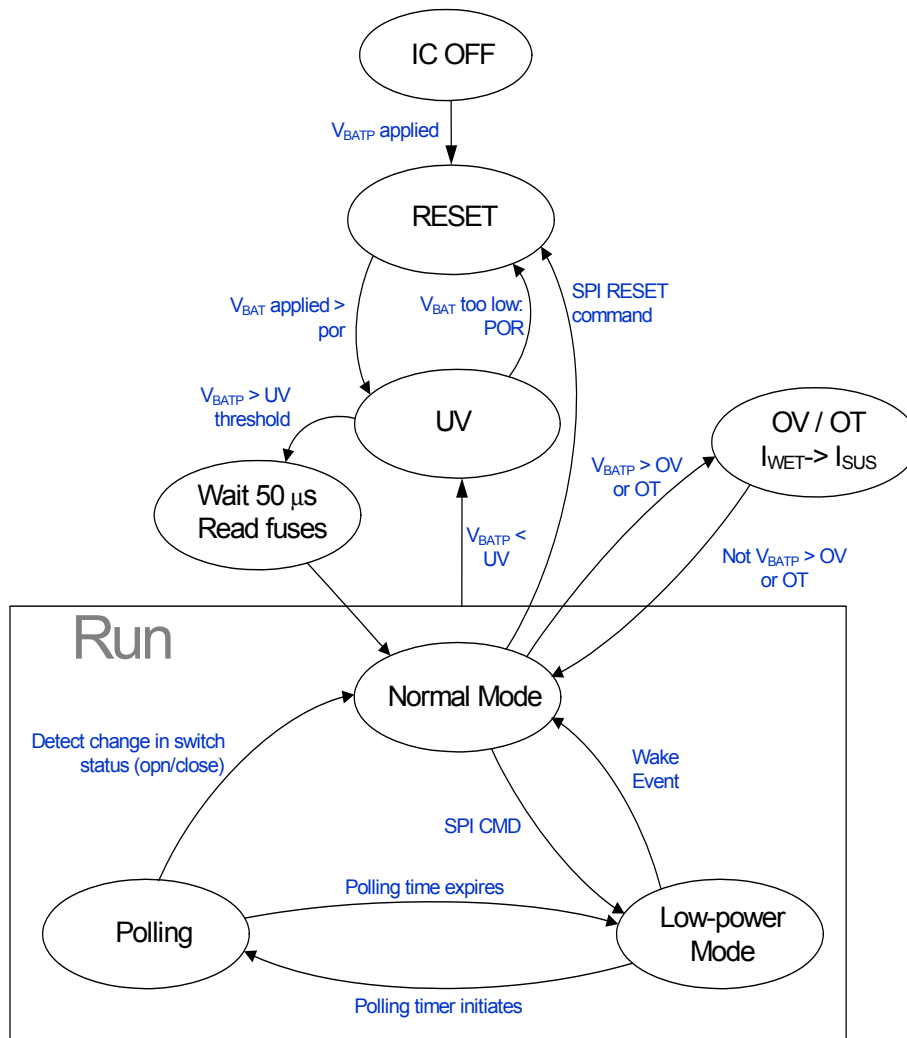 IC OFF
VBATP applied
RESET
VBAT applied >
por
VBAT too low:
POR
SPI RESET
command
VBATP > UV
threshold
UV
OV / OT
IWET-> ISUS
VBATP > OV
or OT
Wait 50 μs
Read fuses
VBATP <
UV
Not VBATP > OV
or OT
Run
Normal Mode
Detect change in switch
status (opn/close)
Wake
Event
SPI CMD
Polling time expires
Polling
Low-power
Mode
Polling timer initiates